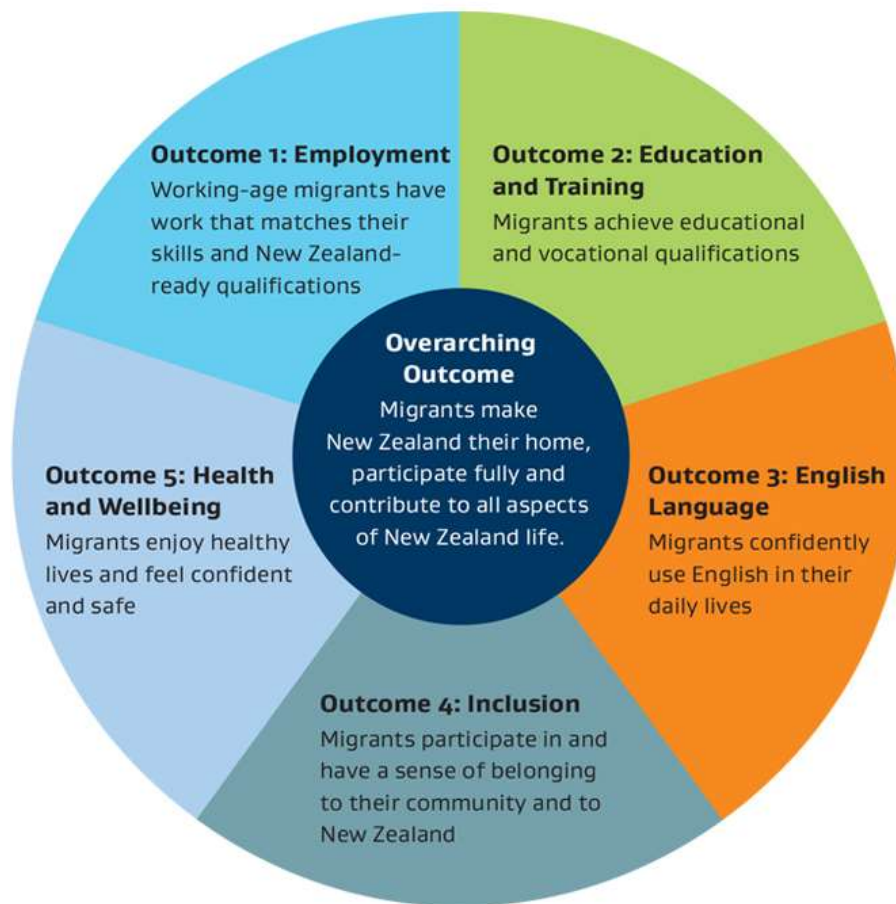 Outcome 1: Employment
Working-age migrants have
work that matches their
skills and New Zealand-
ready qualifications
Outcome 2: Education
and Training
Migrants achieve educational
and vocational qualifications
Overarching
Outcome
Migrants make
New Zealand their home,
participate fully and
contribute to all aspects
of New Zealand life.
Outcome 3: English
Language
Migrants confidently
use English in their
daily lives
Outcome 4: Inclusion
Migrants participate in and
have a sense of belonging
to their community and to
New Zealand
Outcome 5: Health
and Wellbeing
Migrants enjoy healthy
lives and feel confident
and safe